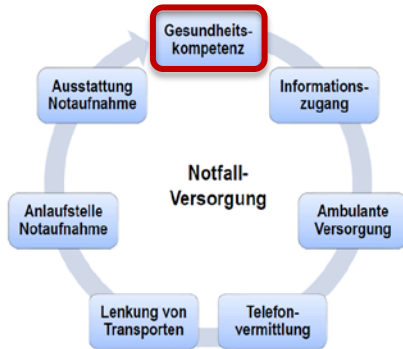 Gesundheits-
kompetenz
Informations-
zugang
Ambulante
Versorgung
Telefon-
vermittlung
Lenkung von
Transporten
Anlaufstelle
Notaufnahme
Ausstattung
Notaufnahme
Notfall-
Versorgung